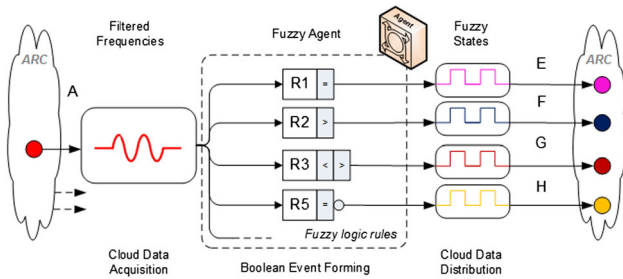 Filtered
Frequencies
Fuzzy Agent
Agent
Fuzzy
States
ARC
A
R1 =
R2 >
R3 < >
R5 =
E
F
G
H
ARC
Fuzzy logic rules
Cloud Data
Acquisition
Boolean Event Forming
Cloud Data
Distribution